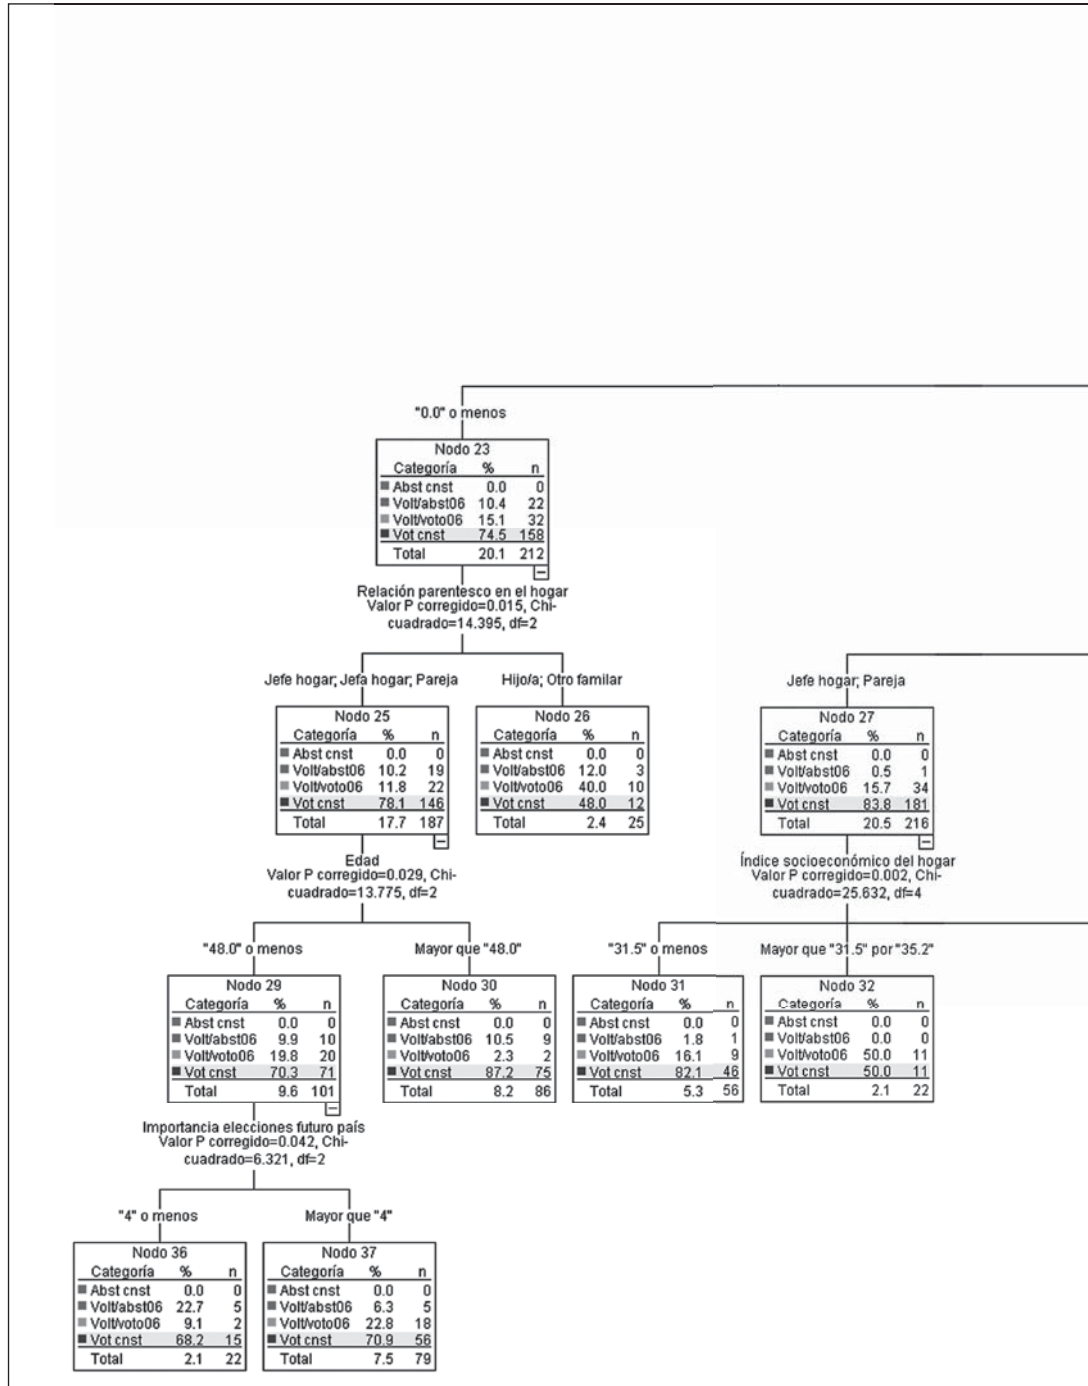 "0.0" o menos
Nodo 23
Categoría % n
Abst cnst 0.0 0
Volt/abst06 10.4 22
Volt/voto06 15.1 32
Vot cnst 74.5 158
Total 20.1 212
Relación parentesco en el hogar
Valor P corregido=0.015, Chi-
cuadrado=14.395, df=2
Jefe hogar; Jefa hogar; Pareja
Nodo 25
Categoría % n
Abst cnst 0.0 0
Volt/abst06 10.2 19
Volt/voto06 11.8 22
Vot cnst 78.1 146
Total 17.7 187
Hijo/a; Otro familar
Nodo 26
Categoría % n
Abst cnst 0.0 0
Volt/abst06 12.0 3
Volt/voto06 40.0 10
Vot cnst 48.0 12
Total 2.4 25
Jefe hogar; Pareja
Nodo 27
Categoría % n
Abst cnst 0.0 0
Volt/abst06 0.5 1
Volt/voto06 15.7 34
Vot cnst 83.8 181
Total 20.5 216
Edad
Valor P corregido=0.029, Chi-
cuadrado=13.775, df=2
Índice socioeconómico del hogar
Valor P corregido=0.002, Chi-
cuadrado=25.632, df=4
"48.0" o menos
Nodo 29
Categoría % n
Abst cnst 0.0 0
Volt/abst06 9.9 10
Volt/voto06 19.8 20
Vot cnst 70.3 71
Total 9.6 101
Mayor que "48.0"
Nodo 30
Categoría % n
Abst cnst 0.0 0
Volt/abst06 10.5 9
Volt/voto06 2.3 2
Vot cnst 87.2 75
Total 8.2 86
"31.5" o menos
Nodo 31
Categoría % n
Abst cnst 0.0 0
Volt/abst06 1.8 1
Volt/voto06 16.1 9
Vot cnst 82.1 46
Total 5.3 56
Mayor que "31.5" por "35.2"
Nodo 32
Categoría % n
Abst cnst 0.0 0
Volt/abst06 0.0 0
Volt/voto06 50.0 11
Vot cnst 50.0 11
Total 2.1 22
Importancia elecciones futuro país
Valor P corregido=0.042, Chi-
cuadrado=6.321, df=2
"4" o menos
Nodo 36
Categoría % n
Abst cnst 0.0 0
Volt/abst06 22.7 5
Volt/voto06 9.1 2
Vot cnst 68.2 15
Total 2.1 22
Mayor que "4"
Nodo 37
Categoría % n
Abst cnst 0.0 0
Volt/abst06 6.3 5
Volt/voto06 22.8 18
Vot cnst 70.9 56
Total 7.5 79